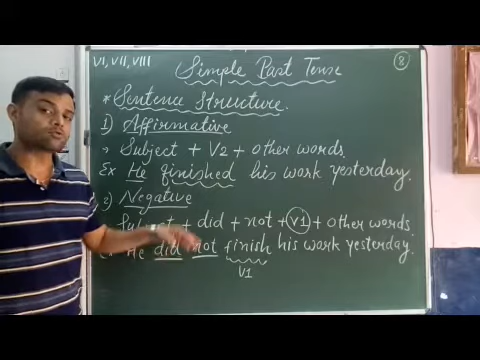 VI, VII, VIII
Simple Past Tense
8
* Sentence Structure.
1) Affirmative
Subject + V2 + other words.
Ex He finished his work yesterday.
2) Negative
Subject + did + not + V1 + other words.
He did not finish his work yesterday.
V1